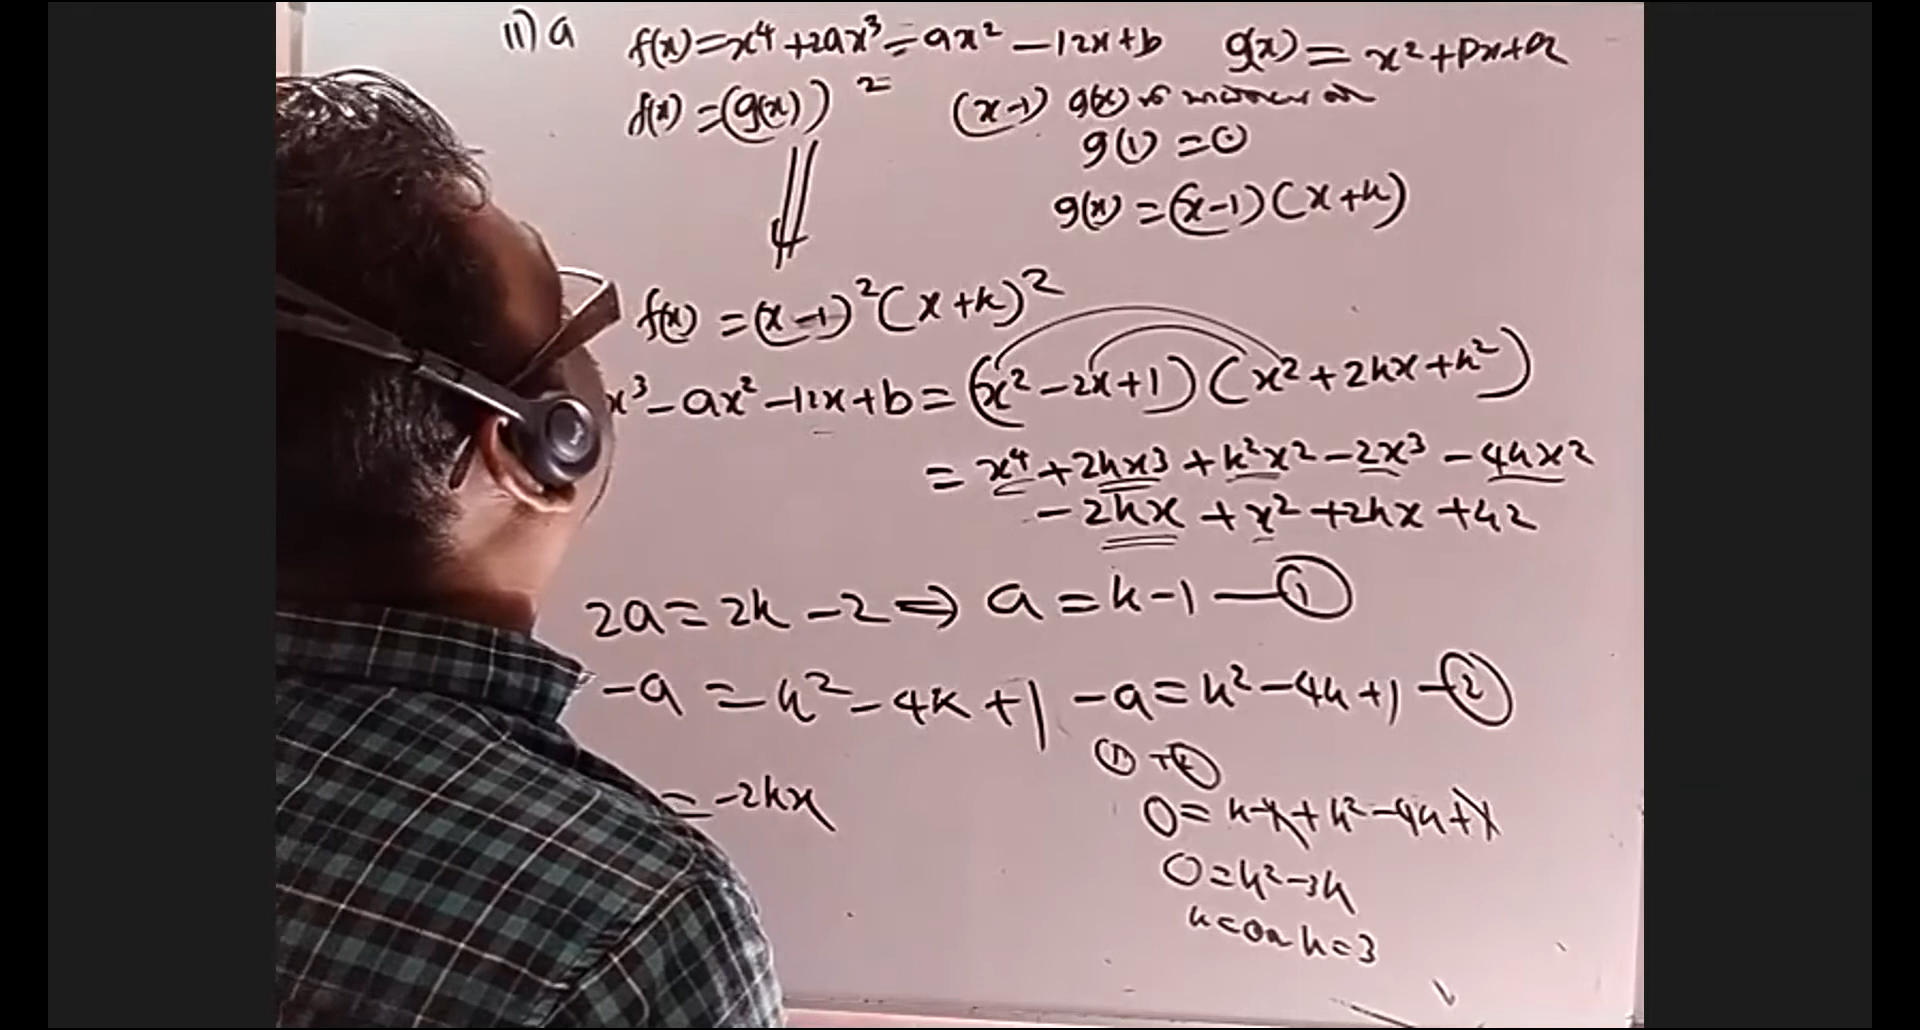 11) a f(x) = x⁴ + 2ax³ - ax² - 12x + b g(x) = x² + px + q
f(x) = (g(x))² (x-1) g(x)
g(1) = 0
g(x) = (x-1)(x+k)
f(x) = (x-1)²(x+k)²
x³ - ax² - 12x + b = (x² - 2x + 1)(x² + 2kx + k²)
= x⁴ + 2kx³ + k²x² - 2x³ - 4kx²
- 2kx + x² + 2kx + k2
2a = 2k - 2 ⇒ a = k - 1 — ①
-a = k² - 4k + 1 -a = k² - 4k + 1 — ②
① + ②
0 = k - 1 + k² - 4k + 1
0 = k² - 3k
k = 0 k = 3
= -2kx